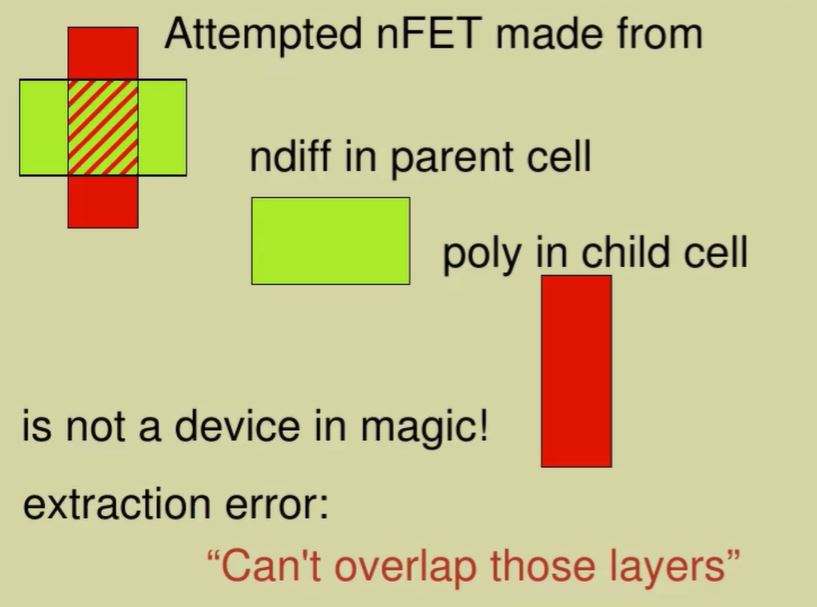 Attempted nFET made from
ndiff in parent cell
poly in child cell
is not a device in magic!
extraction error:
“Can't overlap those layers”